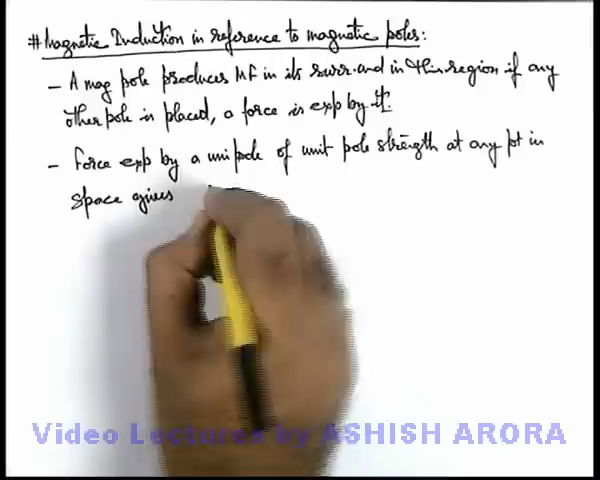 # Magnetic Induction in reference to magnetic poles:
– A mag pole produces MF in its surr. and in this region if any
other pole is placed, a force is exp by it.
– Force exp by a unipole of unit pole strength at any pt in
space gives
Video Lectures by ASHISH ARORA